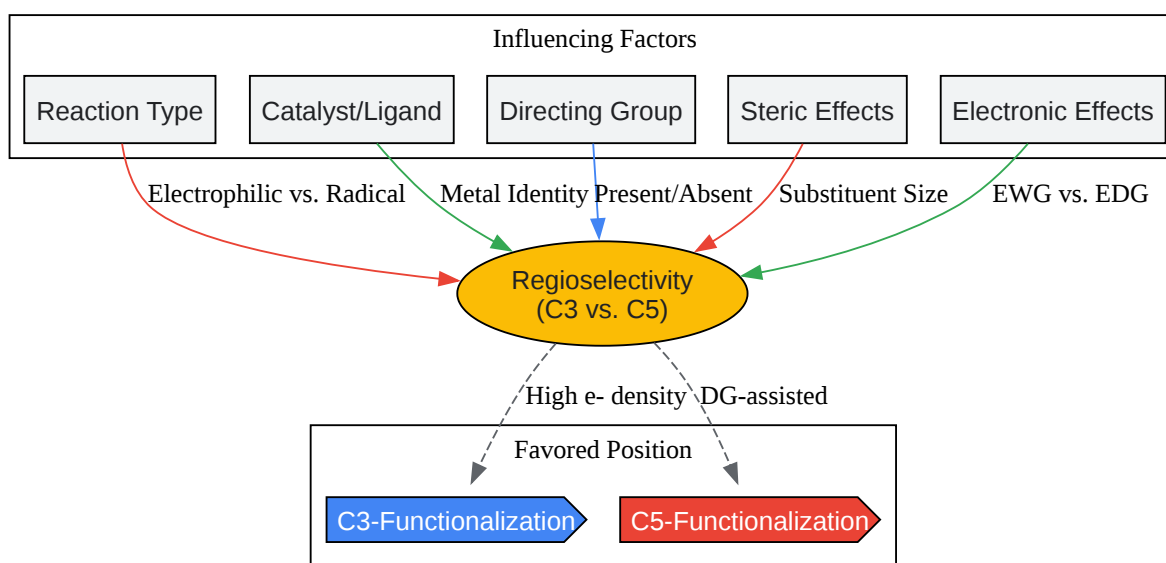 Influencing Factors
Reaction Type
Catalyst/Ligand
Directing Group
Steric Effects
Electronic Effects
Electrophilic vs. Radical
Metal Identity
Present/Absent
Substituent Size
EWG vs. EDG
Regioselectivity
(C3 vs. C5)
High e- density
DG-assisted
Favored Position
C3-Functionalization
C5-Functionalization